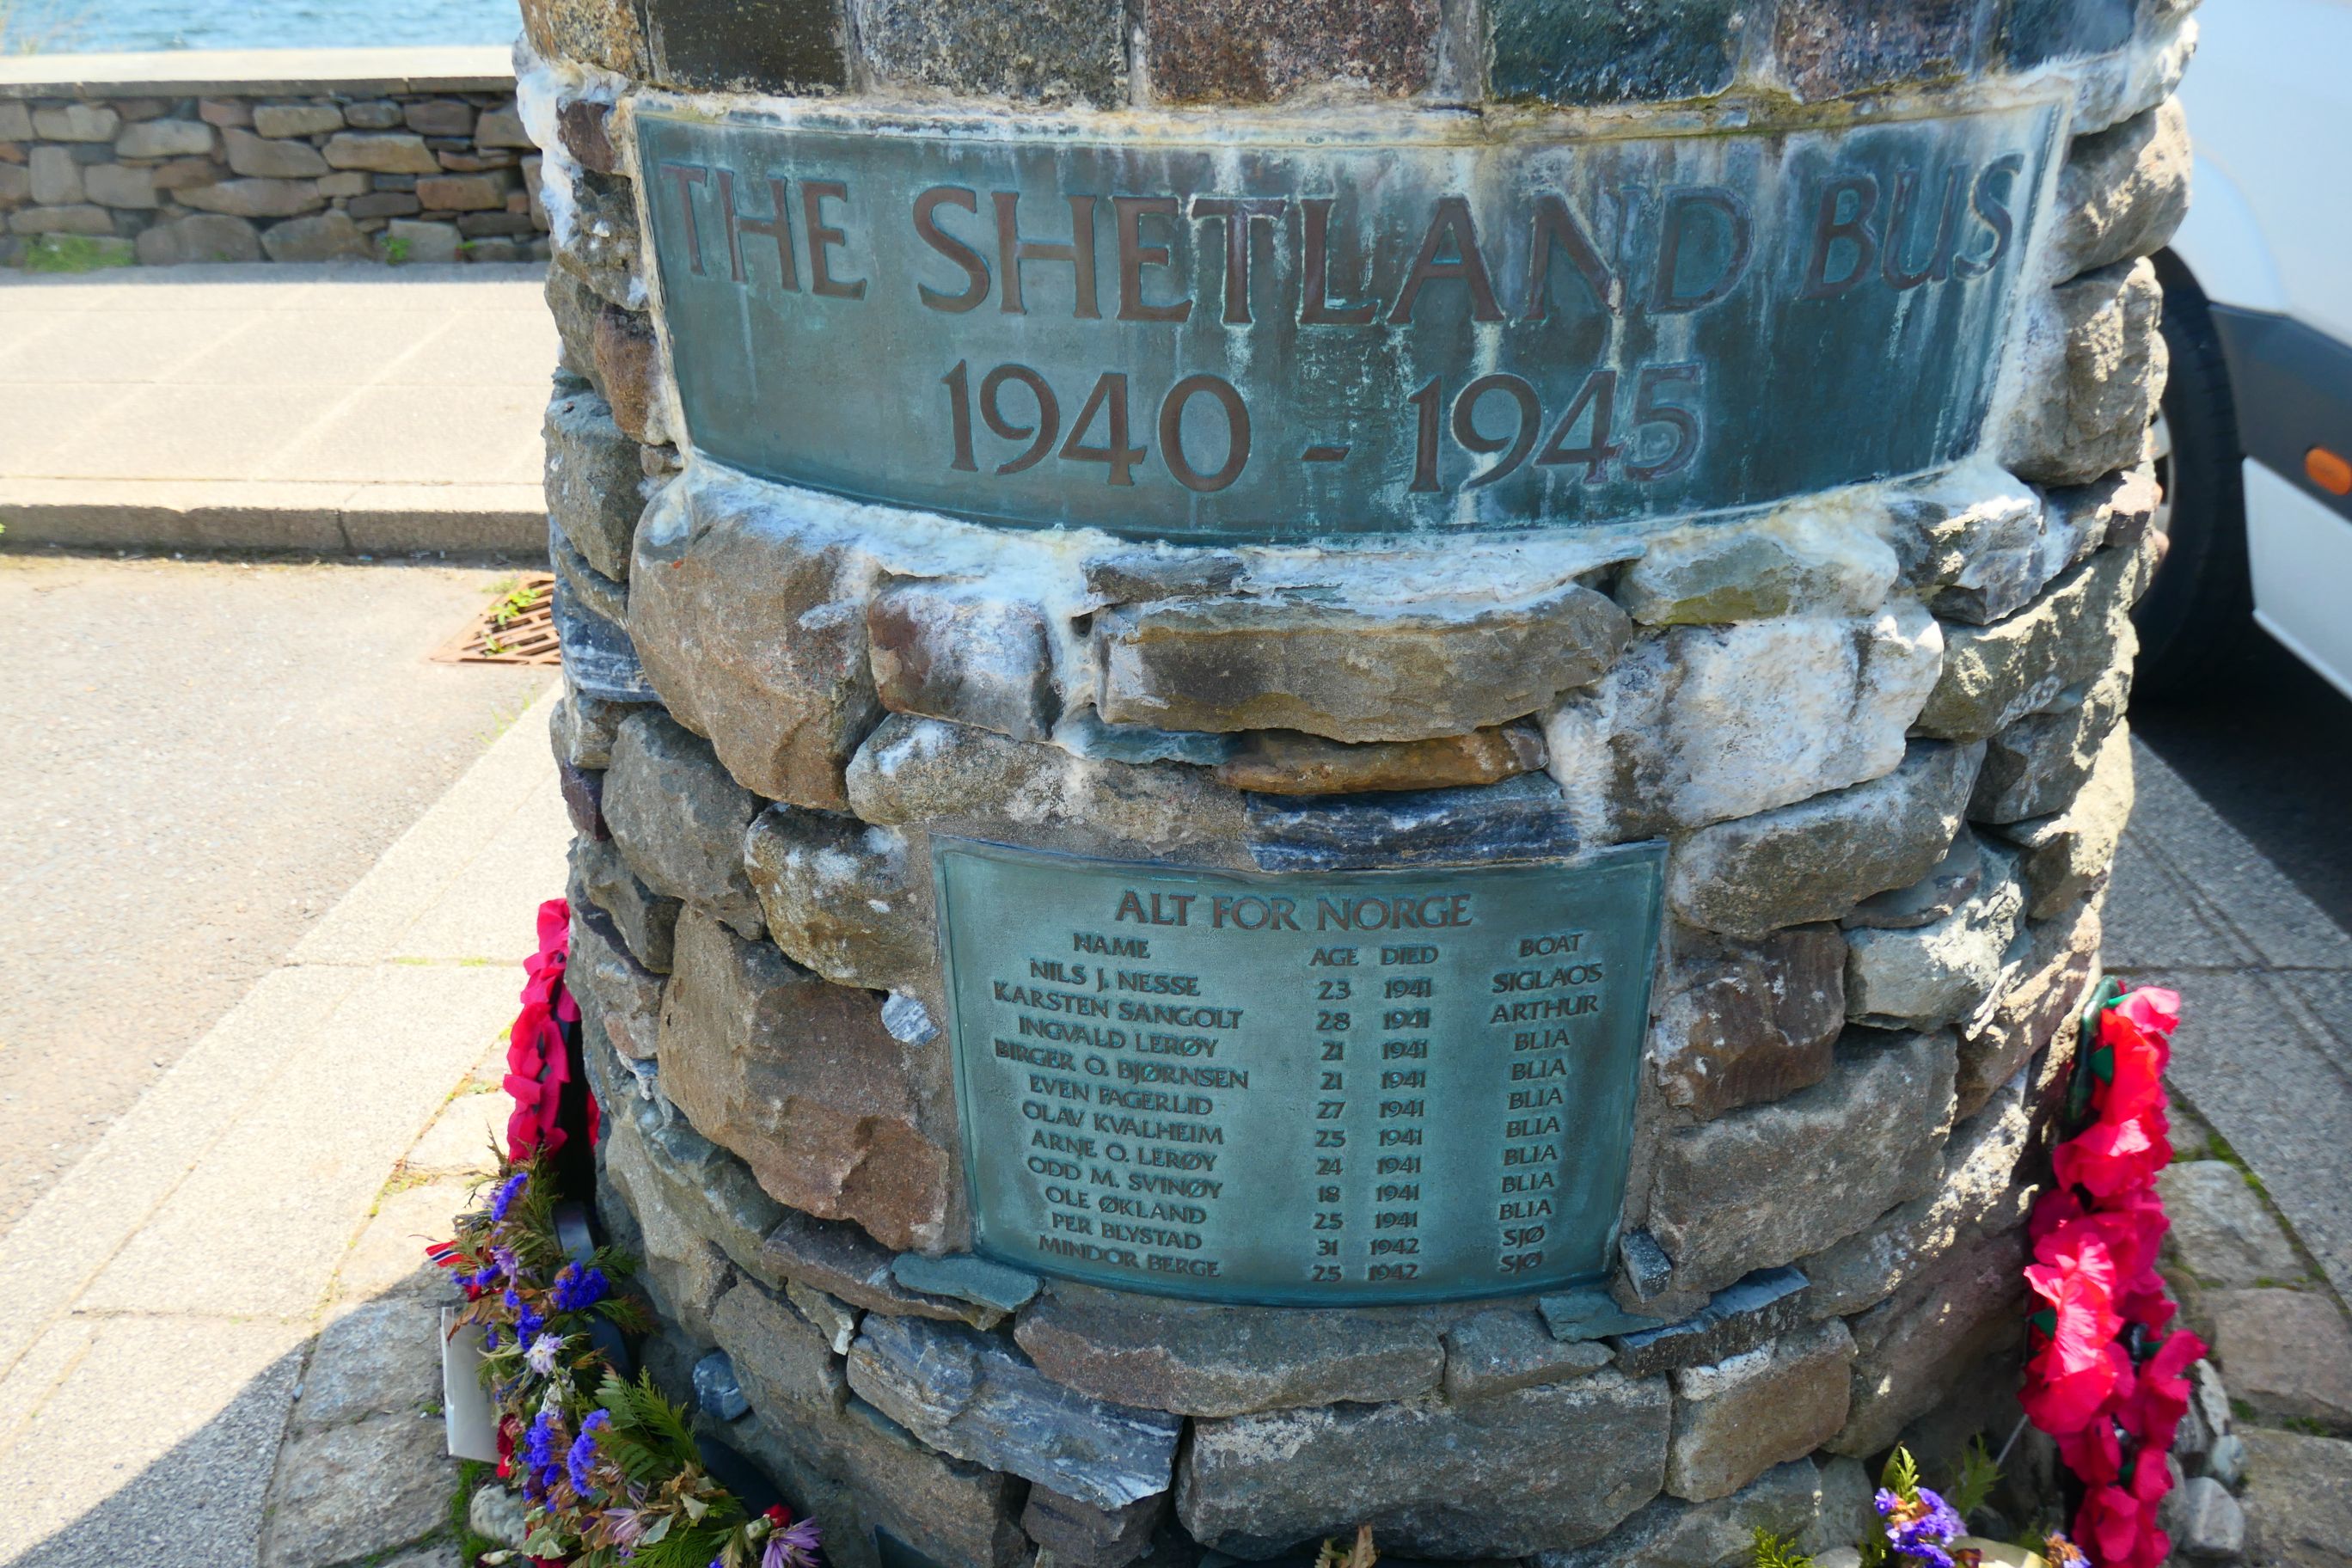 THE SHETLAND BUS
1940 - 1945
ALT FOR NORGE
NAME AGE DIED BOAT
NILS J. NESSE 23 1941 SIGLAOS
KARSTEN SANGOLT 28 1941 ARTHUR
INGVALD LERØY 21 1941 BLIA
BIRGER O. BJØRNSEN 21 1941 BLIA
EVEN FAGERLID 27 1941 BLIA
OLAV KVALHEIM 25 1941 BLIA
ARNE O. LERØY 24 1941 BLIA
ODD M. SVINØY 18 1941 BLIA
OLE ØKLAND 25 1941 BLIA
PER BLYSTAD 31 1942 SJØ
MINDOR BERGE 25 1942 SJØ